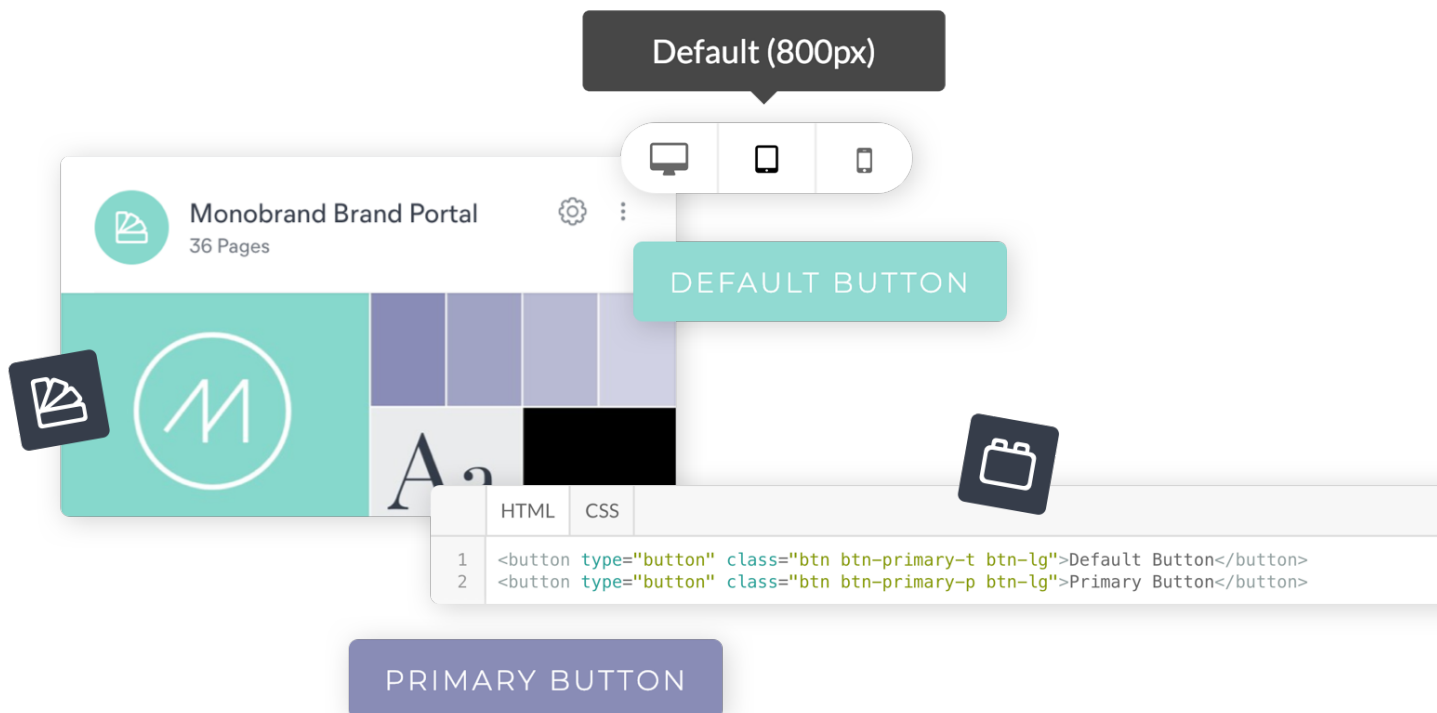 Default (800px)
Monobrand Brand Portal
36 Pages
DEFAULT BUTTON
M
Aa
HTML CSS
1 <button type="button" class="btn btn-primary-t btn-lg">Default Button</button>
2 <button type="button" class="btn btn-primary-p btn-lg">Primary Button</button>
PRIMARY BUTTON